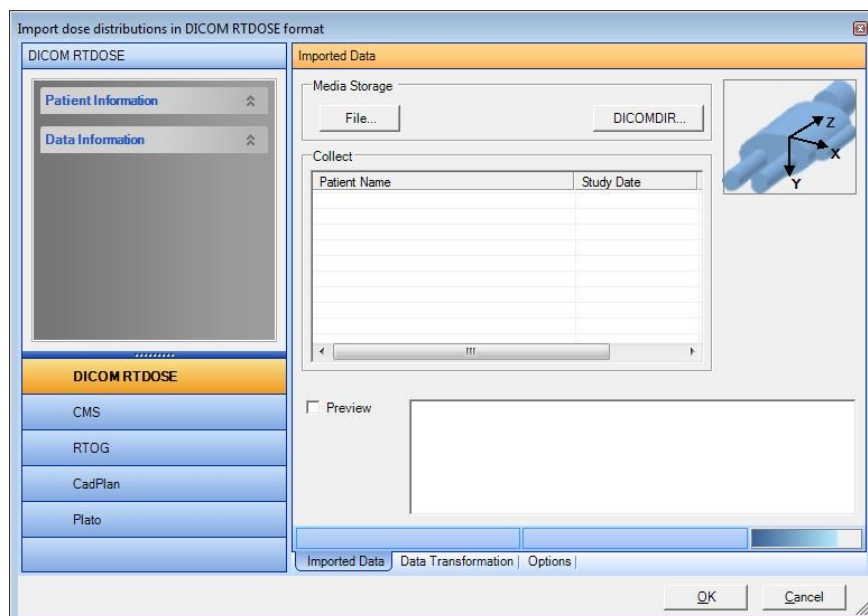 Import dose distributions in DICOM RTDOSE format
DICOM RTDOSE
Patient Information
Data Information
DICOM RTDOSE
CMS
RTOG
CadPlan
Plato
Imported Data
Media Storage
File...
DICOMDIR...
Collect
Patient Name Study Date
Z
X
Y
Preview
Imported Data Data Transformation Options
OK Cancel